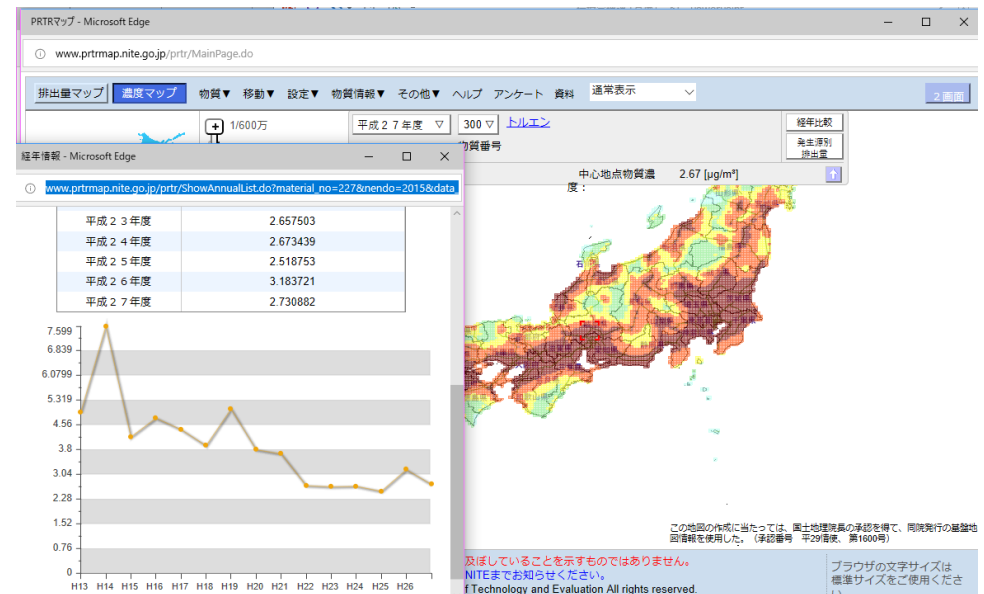 PRTRマップ - Microsoft Edge
www.prtrmap.nite.go.jp/prtr/MainPage.do
排出量マップ 濃度マップ 物質▼ 移動▼ 設定▼ 物質情報▼ その他▼ ヘルプ アンケート 資料 通常表示
2画面
1/600万
平成27年度 ▽ 300 ▽ トルエン
経年比較
物質番号
発生源別
排出量
中心地点物質濃度： 2.67 [μg/m³]
経年情報 - Microsoft Edge
www.prtrmap.nite.go.jp/prtr/ShowAnnualList.do?material_no=227&nendo=2015&data_
平成23年度 2.657503
平成24年度 2.673439
平成25年度 2.518753
平成26年度 3.183721
平成27年度 2.730882
7.599
6.839
6.0799
5.319
4.56
3.8
3.04
2.28
1.52
0.76
0
H13 H14 H15 H16 H17 H18 H19 H20 H21 H22 H23 H24 H25 H26
石
この地図の作成に当たっては、国土地理院長の承認を得て、同院発行の基盤地
図情報を使用した。（承認番号 平29情使、 第1600号）
及ぼしていることを示すものではありません。
NITEまでお知らせください。
f Technology and Evaluation All rights reserved.
ブラウザの文字サイズは
標準サイズをご使用くださ